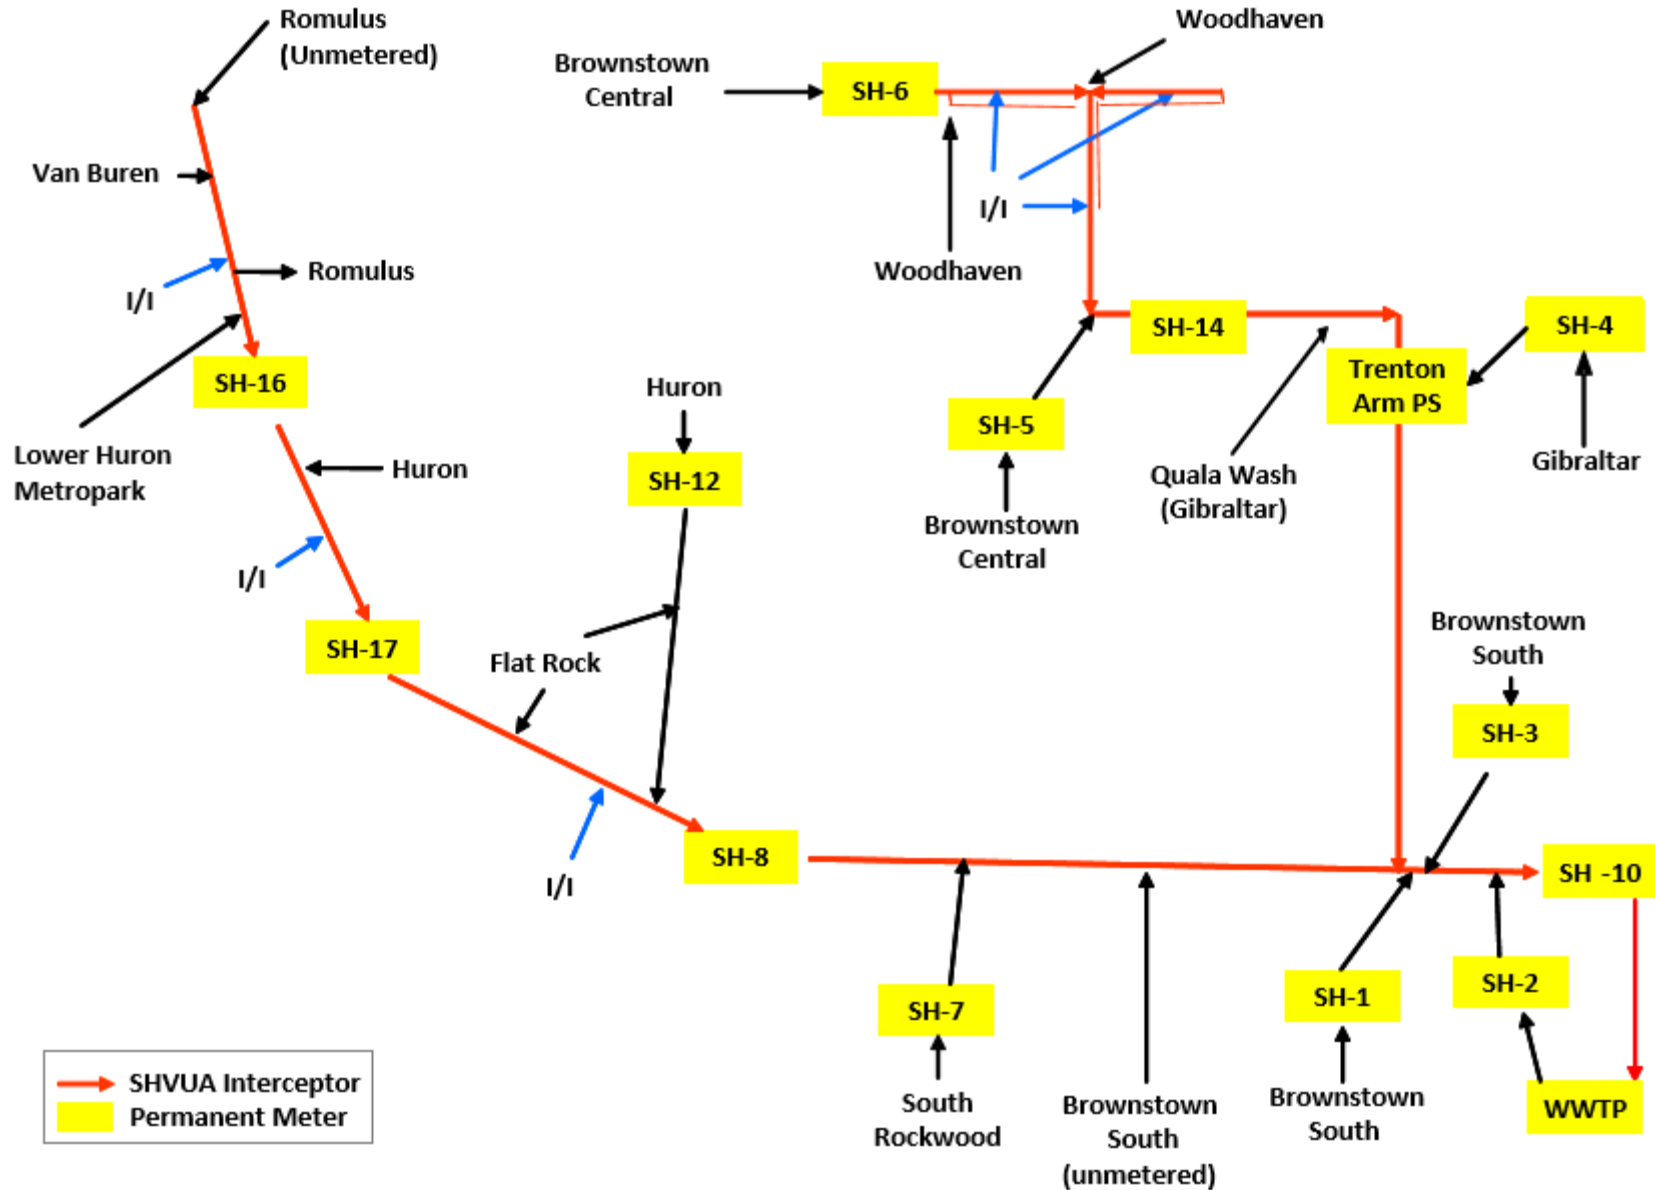 Romulus
(Unmetered)
Woodhaven
Brownstown
Central
SH-6
Van Buren
I/I
Woodhaven
Romulus
I/I
SH-14
SH-4
Trenton
Arm PS
SH-16
Huron
SH-5
Lower Huron
Metropark
Huron
SH-12
Quala Wash
(Gibraltar)
Gibraltar
Brownstown
Central
I/I
SH-17
Flat Rock
Brownstown
South
SH-3
SH-8
I/I
SH -10
SH-7
SH-1
SH-2
South
Rockwood
Brownstown
South
(unmetered)
Brownstown
South
WWTP
SHVUA Interceptor
Permanent Meter